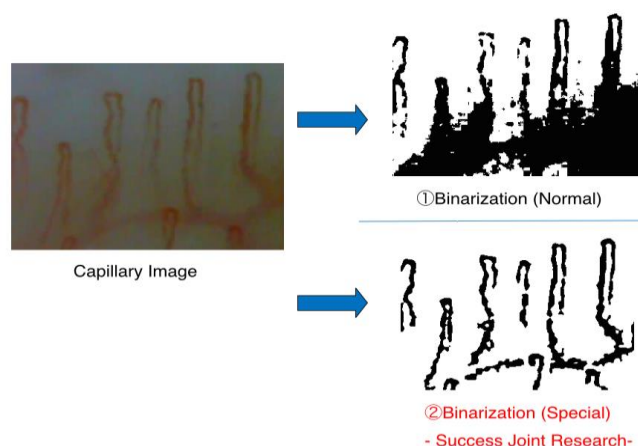 ①Binarization (Normal)
Capillary Image
②Binarization (Special)
- Success Joint Research-